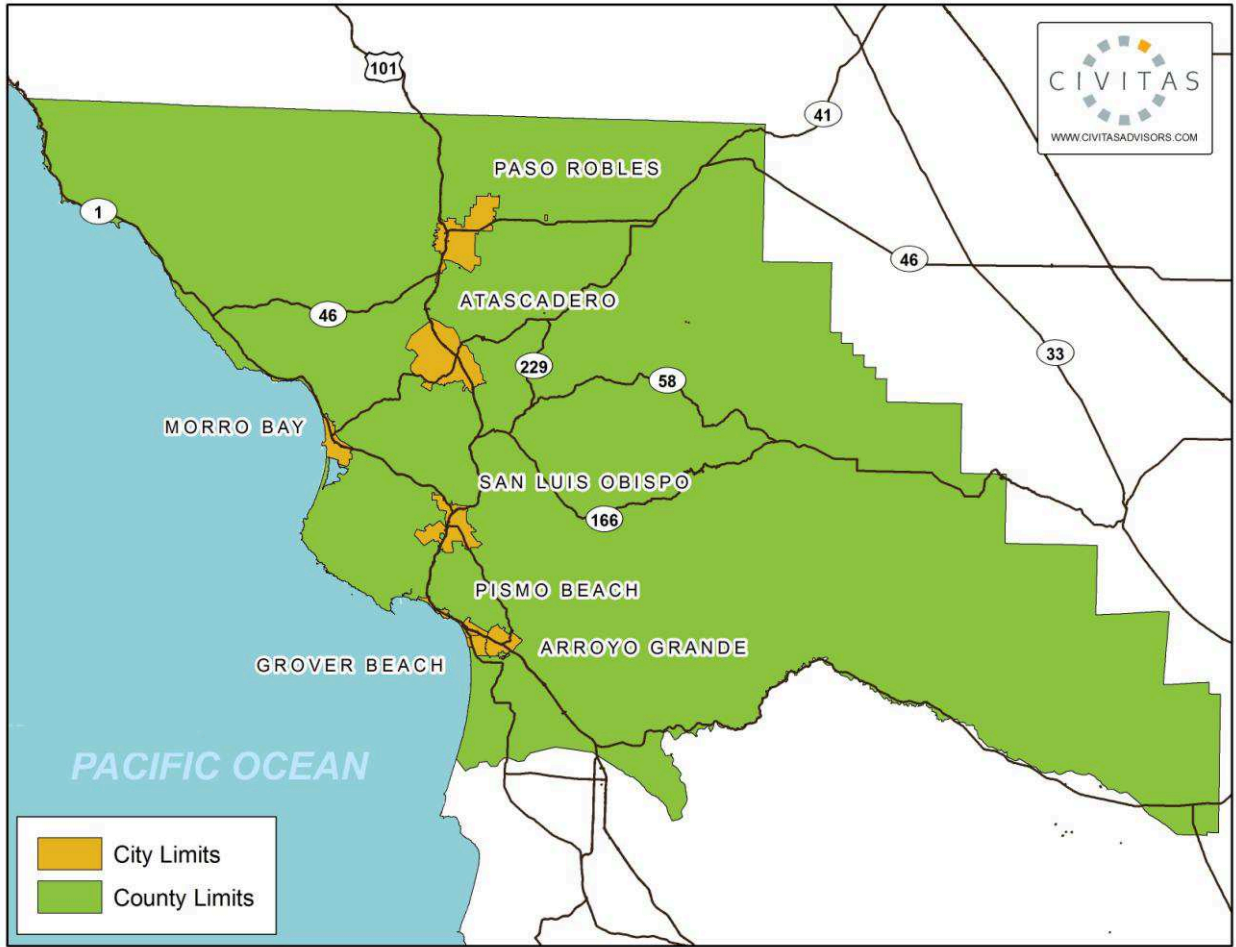 101
CIVITAS
WWW.CIVITASADVISORS.COM
41
PASO ROBLES
1
46
ATASCADERO
46
33
229
58
MORRO BAY
SAN LUIS OBISPO
166
PISMO BEACH
ARROYO GRANDE
GROVER BEACH
PACIFIC OCEAN
City Limits
County Limits